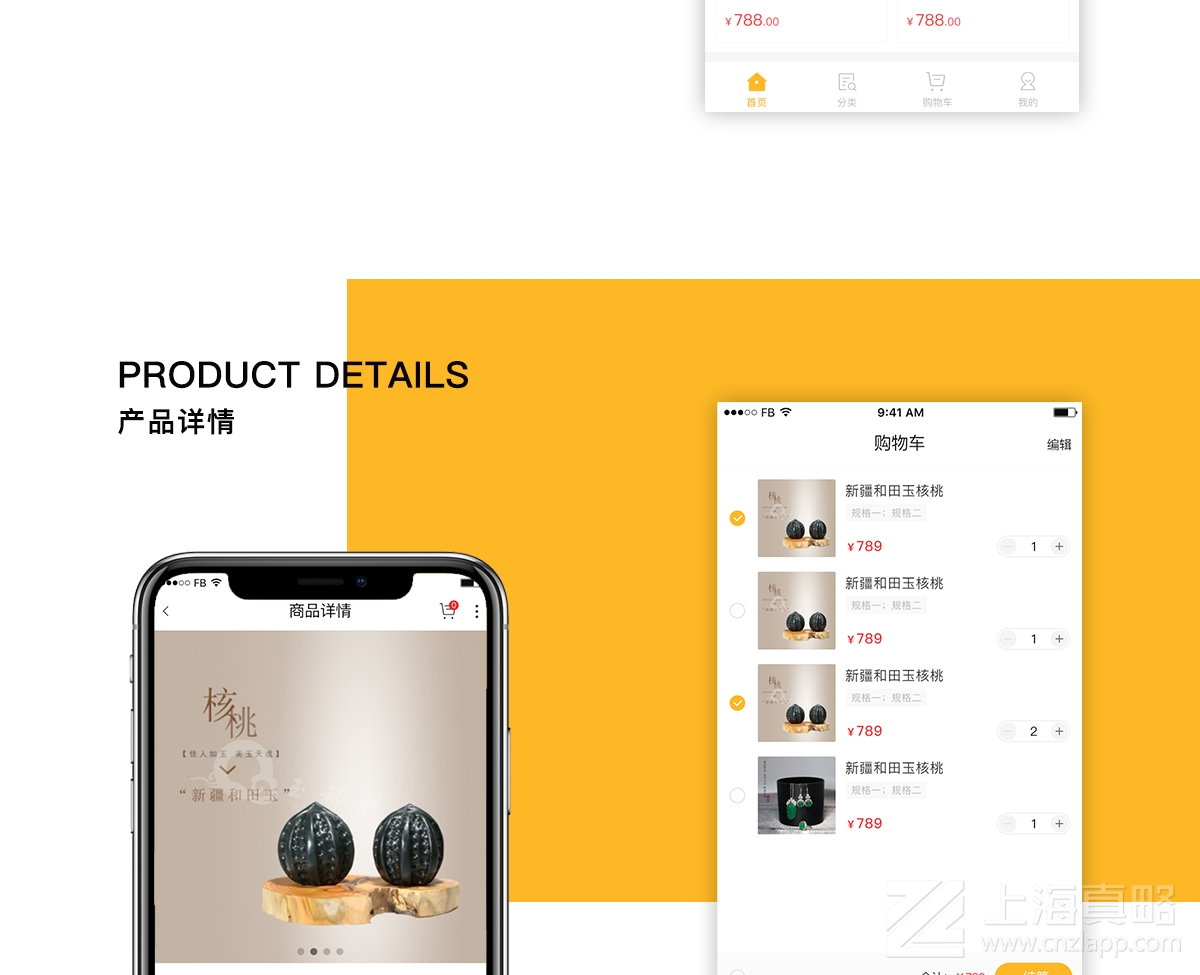 ¥788.00
¥788.00
首页
分类
购物车
我的
PRODUCT DETAILS
产品详情
FB
9:41 AM
购物车
编辑
新疆和田玉核桃
规格一；规格二
¥789
1
新疆和田玉核桃
规格一；规格二
¥789
1
新疆和田玉核桃
规格一；规格二
¥789
2
新疆和田玉核桃
规格一；规格二
¥789
1
FB
商品详情
0
核桃
【佳人如玉 美玉天成】
“新疆和田玉”
上海真略
www.cnzlapp.com